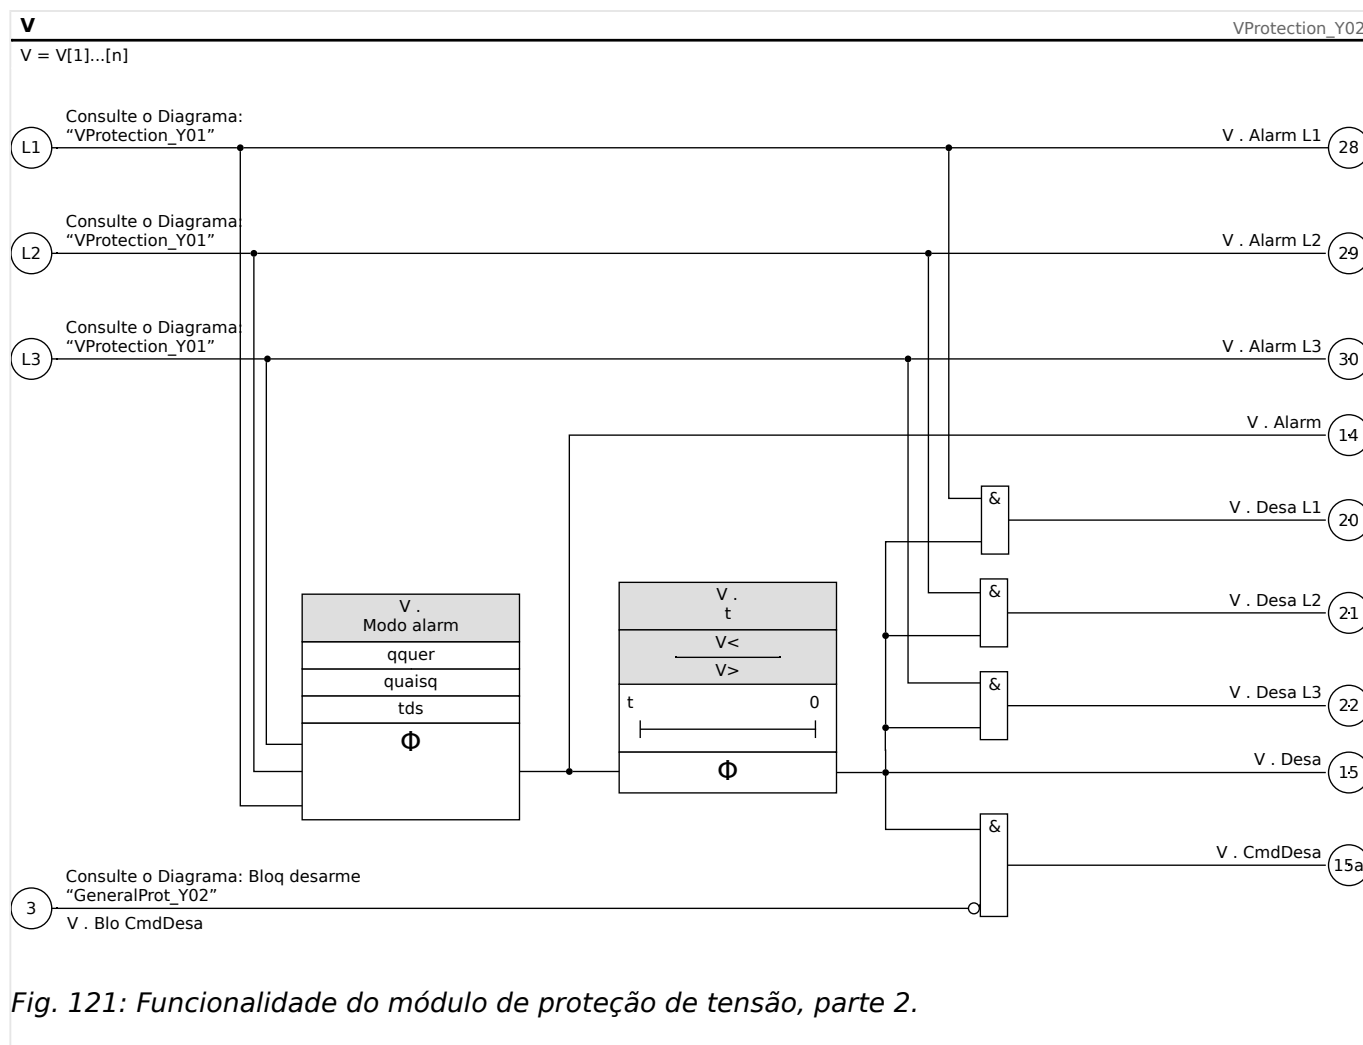 V
VProtection_Y02
V = V[1]...[n]
Consulte o Diagrama:
“VProtection_Y01”
L1
V . Alarm L1
28
Consulte o Diagrama:
“VProtection_Y01”
L2
V . Alarm L2
29
Consulte o Diagrama:
“VProtection_Y01”
L3
V . Alarm L3
30
V . Alarm
14
&
V . Desa L1
20
&
V . Desa L2
21
&
V . Desa L3
22
V .
Modo alarm
qquer
quaisq
tds
Φ
V .
t
V<
V>
t 0
Φ
V . Desa
15
&
V . CmdDesa
15a
Consulte o Diagrama: Bloq desarme
“GeneralProt_Y02”
3
V . Blo CmdDesa
Fig. 121: Funcionalidade do módulo de proteção de tensão, parte 2.